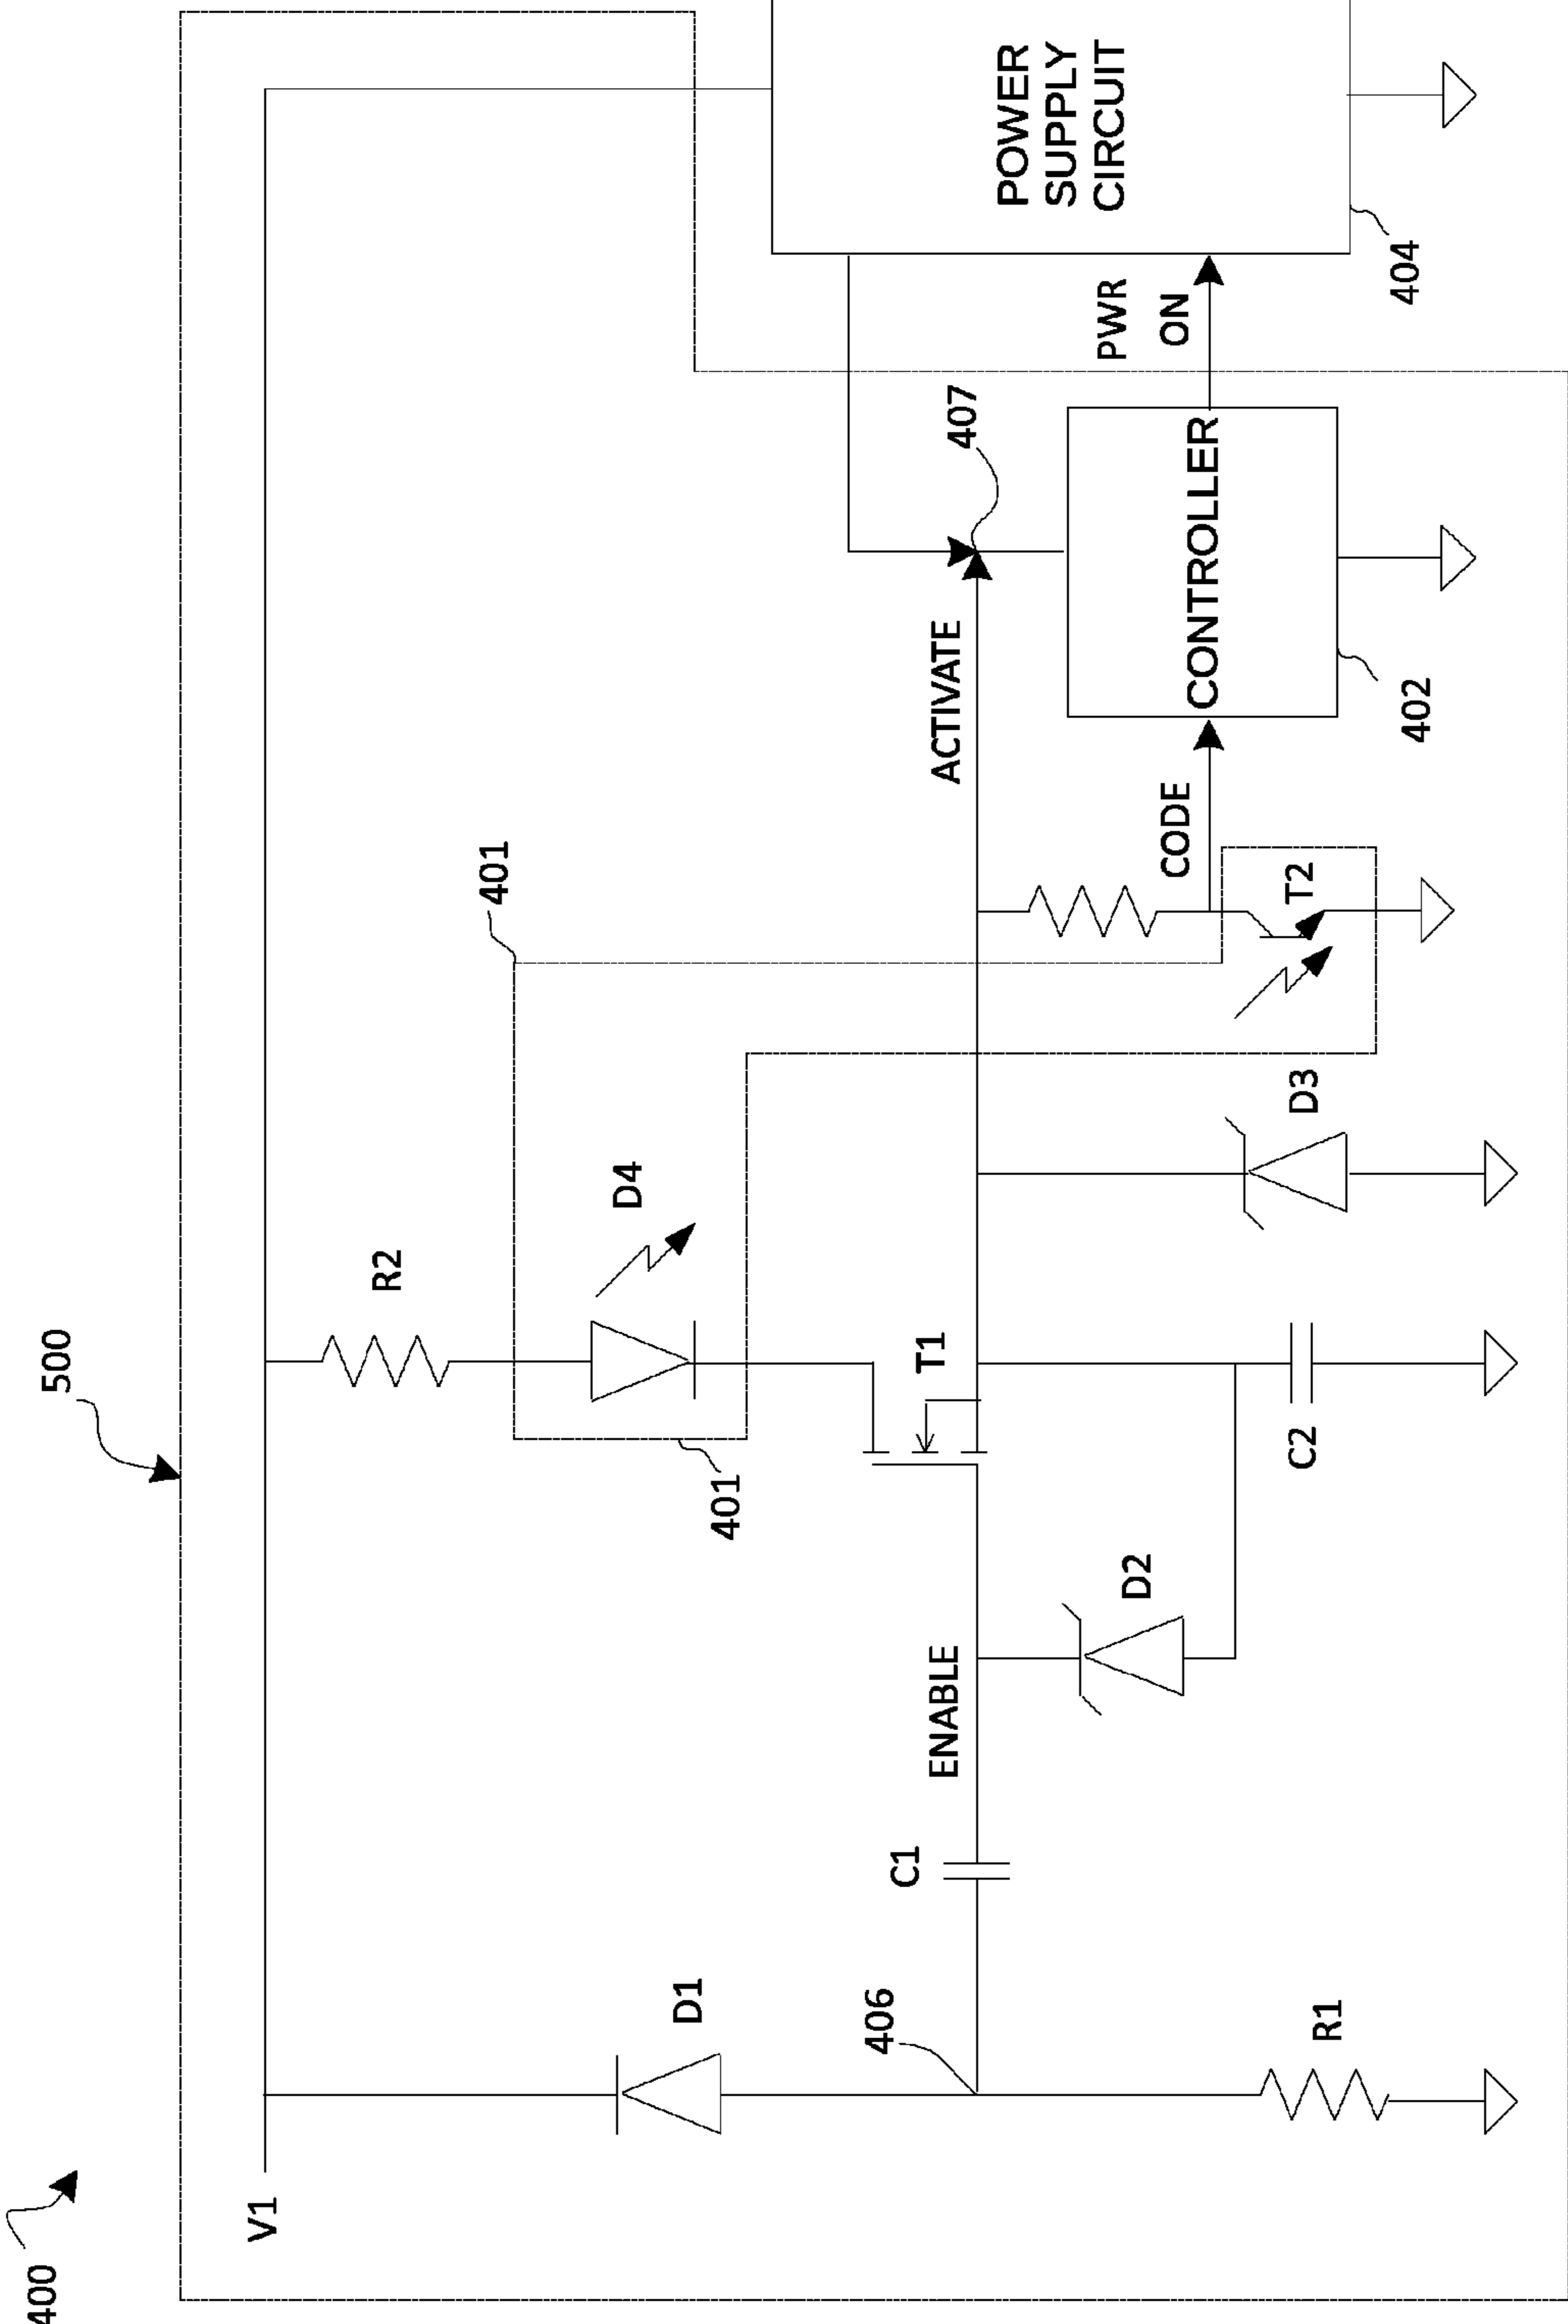 400
500
V1
R2
401
D4
401
D1
406
C1
ENABLE
D2
T1
C2
D3
R1
ACTIVATE
407
CODE
T2
CONTROLLER
402
PWR
ON
POWER
SUPPLY
CIRCUIT
404